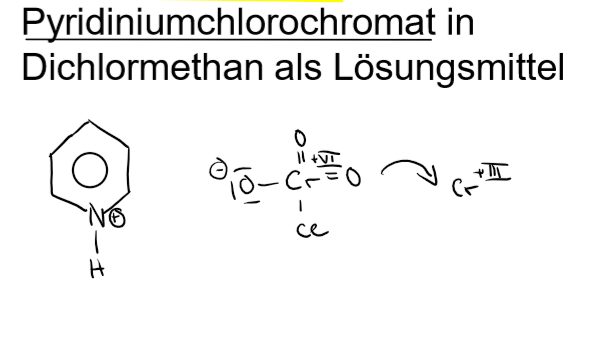 Pyridiniumchlorochromat in
Dichlormethan als Lösungsmittel
O
+VI
⊖ O – Cr = O
Cr +III
N⊕
Cl
H